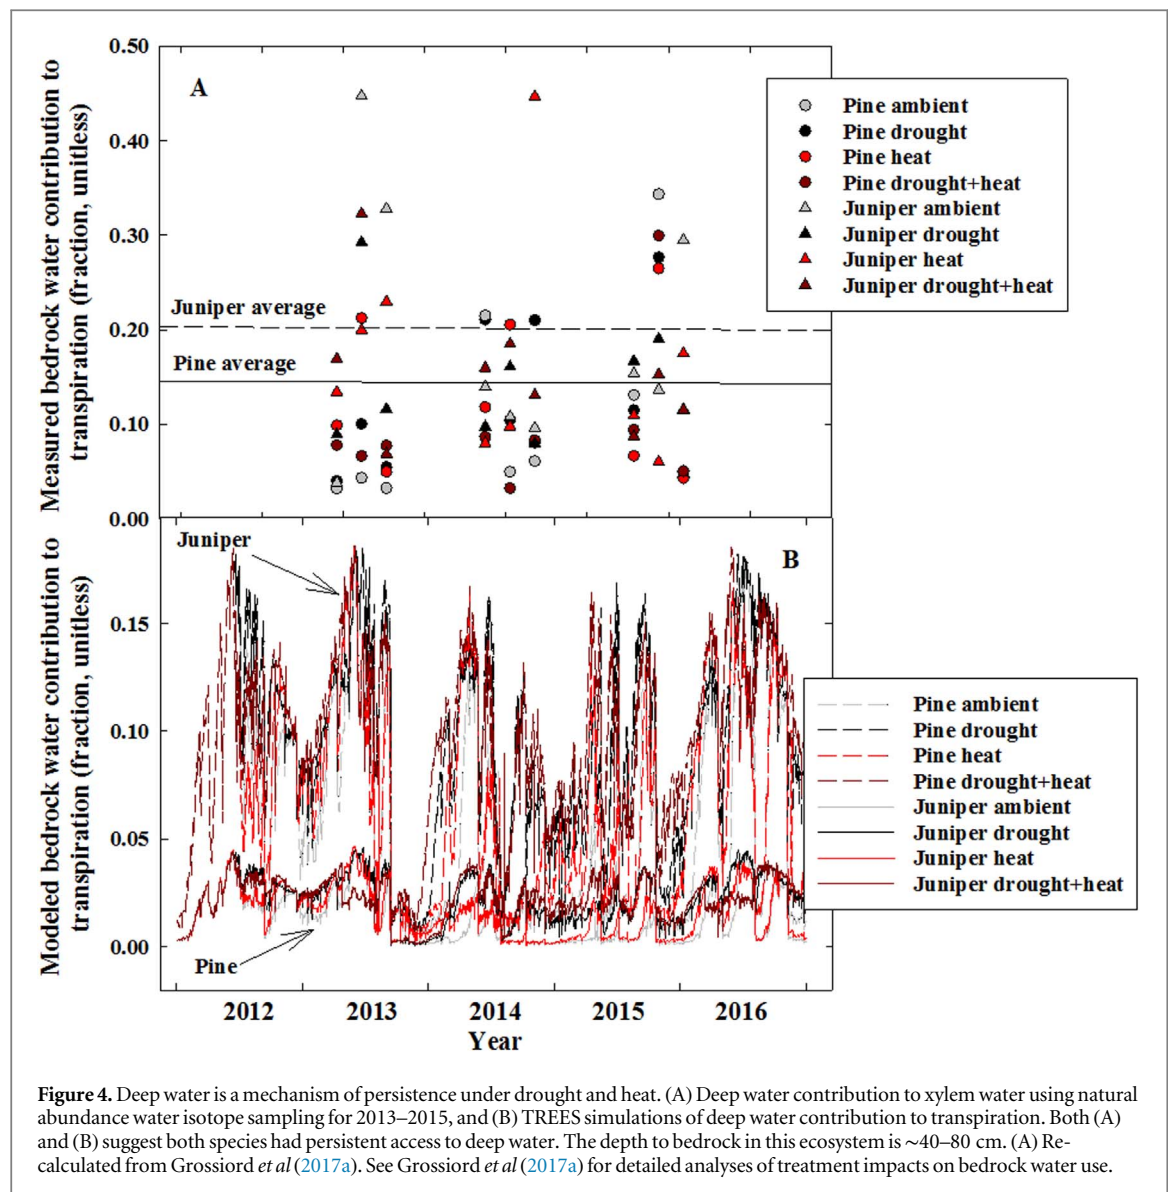 Measured bedrock water contribution to
transpiration (fraction, unitless)
0.50
0.40
0.30
0.20
0.10
0.00
A
Juniper average
Pine average
Pine ambient
Pine drought
Pine heat
Pine drought+heat
Juniper ambient
Juniper drought
Juniper heat
Juniper drought+heat
Modeled bedrock water contribution to
transpiration (fraction, unitless)
0.15
0.10
0.05
0.00
Juniper
B
Pine
Pine ambient
Pine drought
Pine heat
Pine drought+heat
Juniper ambient
Juniper drought
Juniper heat
Juniper drought+heat
2012 2013 2014 2015 2016
Year
Figure 4. Deep water is a mechanism of persistence under drought and heat. (A) Deep water contribution to xylem water using natural
abundance water isotope sampling for 2013–2015, and (B) TREES simulations of deep water contribution to transpiration. Both (A)
and (B) suggest both species had persistent access to deep water. The depth to bedrock in this ecosystem is ~40–80 cm. (A) Re-
calculated from Grossiord et al (2017a). See Grossiord et al (2017a) for detailed analyses of treatment impacts on bedrock water use.